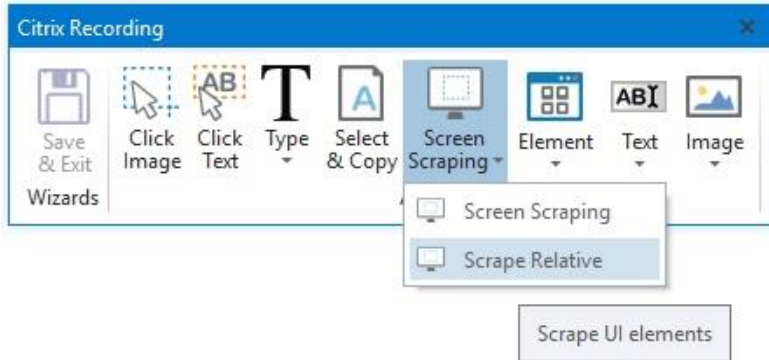 Citrix Recording
AB
T
A
ABI
Save
& Exit
Click
Image
Click
Text
Type
Select
& Copy
Screen
Scraping
Element
Text
Image
Wizards
Screen Scraping
Scrape Relative
Scrape UI elements